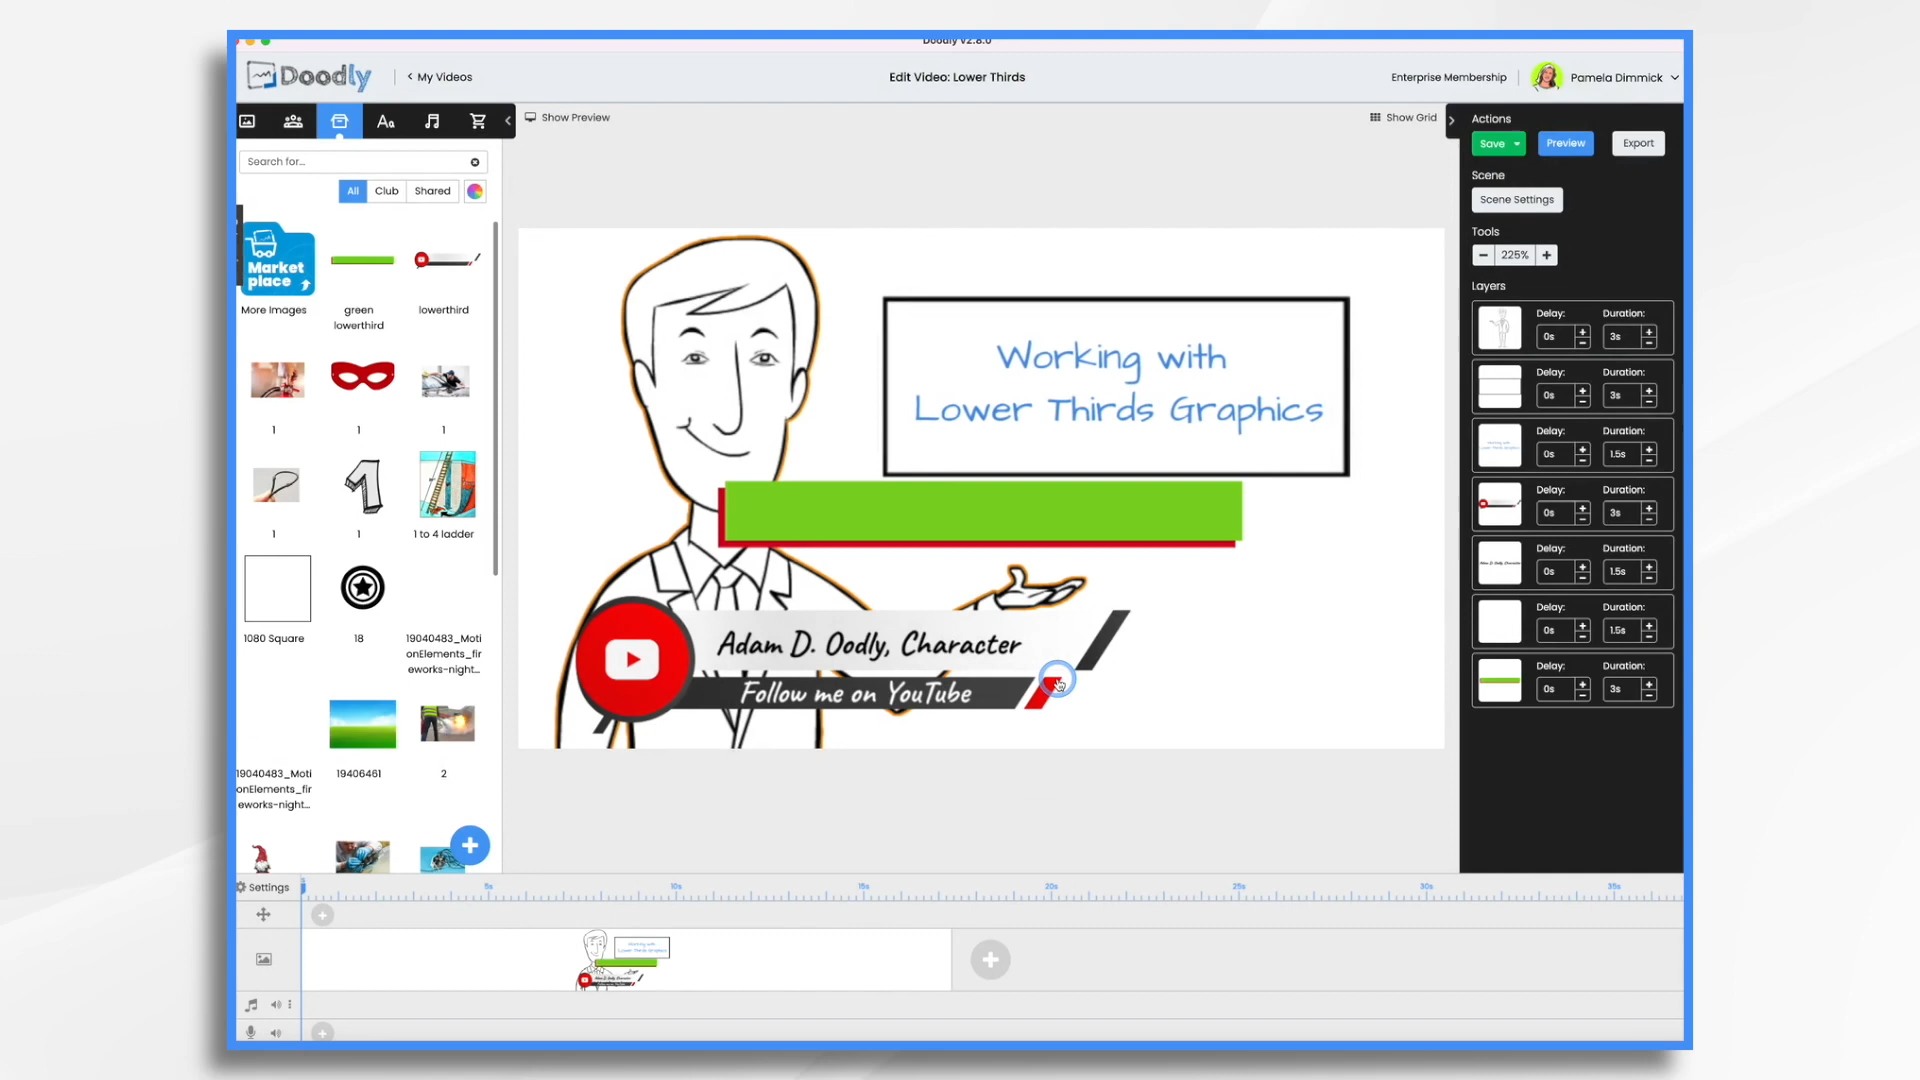 Doodly v2.8.0
Doodly
My Videos
Edit Video: Lower Thirds
Enterprise Membership
Pamela Dimmick
Aa
Show Preview
Show Grid
Search for...
All
Club
Shared
Market
place
More Images
green
lowerthird
lowerthird
1
1
1
1
1
1 to 4 ladder
1080 Square
18
19040483_Moti
onElements_fir
eworks-night...
19040483_Moti
onElements_fir
eworks-night...
19406461
2
Working with
Lower Thirds Graphics
Adam D. Oodly, Character
Follow me on YouTube
Actions
Save
Preview
Export
Scene
Scene Settings
Tools
225%
Layers
Delay:
Duration:
0s
3s
Delay:
Duration:
0s
3s
Delay:
Duration:
0s
1.5s
Delay:
Duration:
0s
3s
Delay:
Duration:
0s
1.5s
Delay:
Duration:
0s
1.5s
Delay:
Duration:
0s
3s
Settings
5s
10s
15s
20s
25s
30s
35s